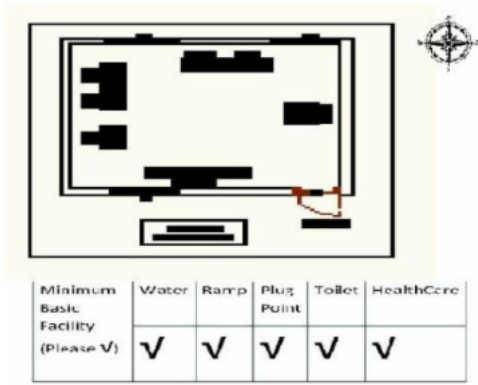 Minimum Basic Facility (Please √) Water Ramp Plug Point Toilet HealthCare
√ √ √ √ √